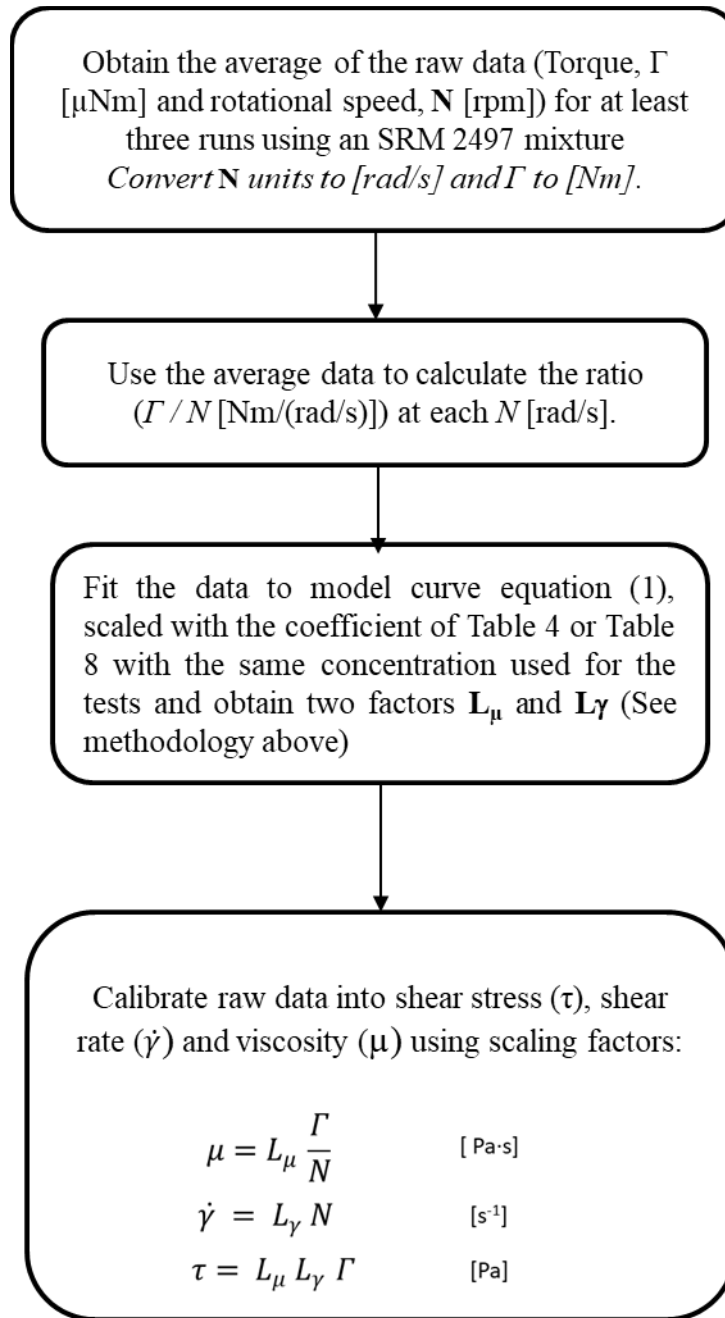 Obtain the average of the raw data (Torque, Γ
[μNm] and rotational speed, N [rpm]) for at least
three runs using an SRM 2497 mixture
Convert N units to [rad/s] and Γ to [Nm].
Use the average data to calculate the ratio
(Γ / N [Nm/(rad/s)]) at each N [rad/s].
Fit the data to model curve equation (1),
scaled with the coefficient of Table 4 or Table
8 with the same concentration used for the
tests and obtain two factors Lμ and Lγ (See
methodology above)
Calibrate raw data into shear stress (τ), shear
rate (γ̇) and viscosity (μ) using scaling factors:
μ = L_μ Γ/N [ Pa·s]
γ̇ = L_γ N [s⁻¹]
τ = L_μ L_γ Γ [Pa]